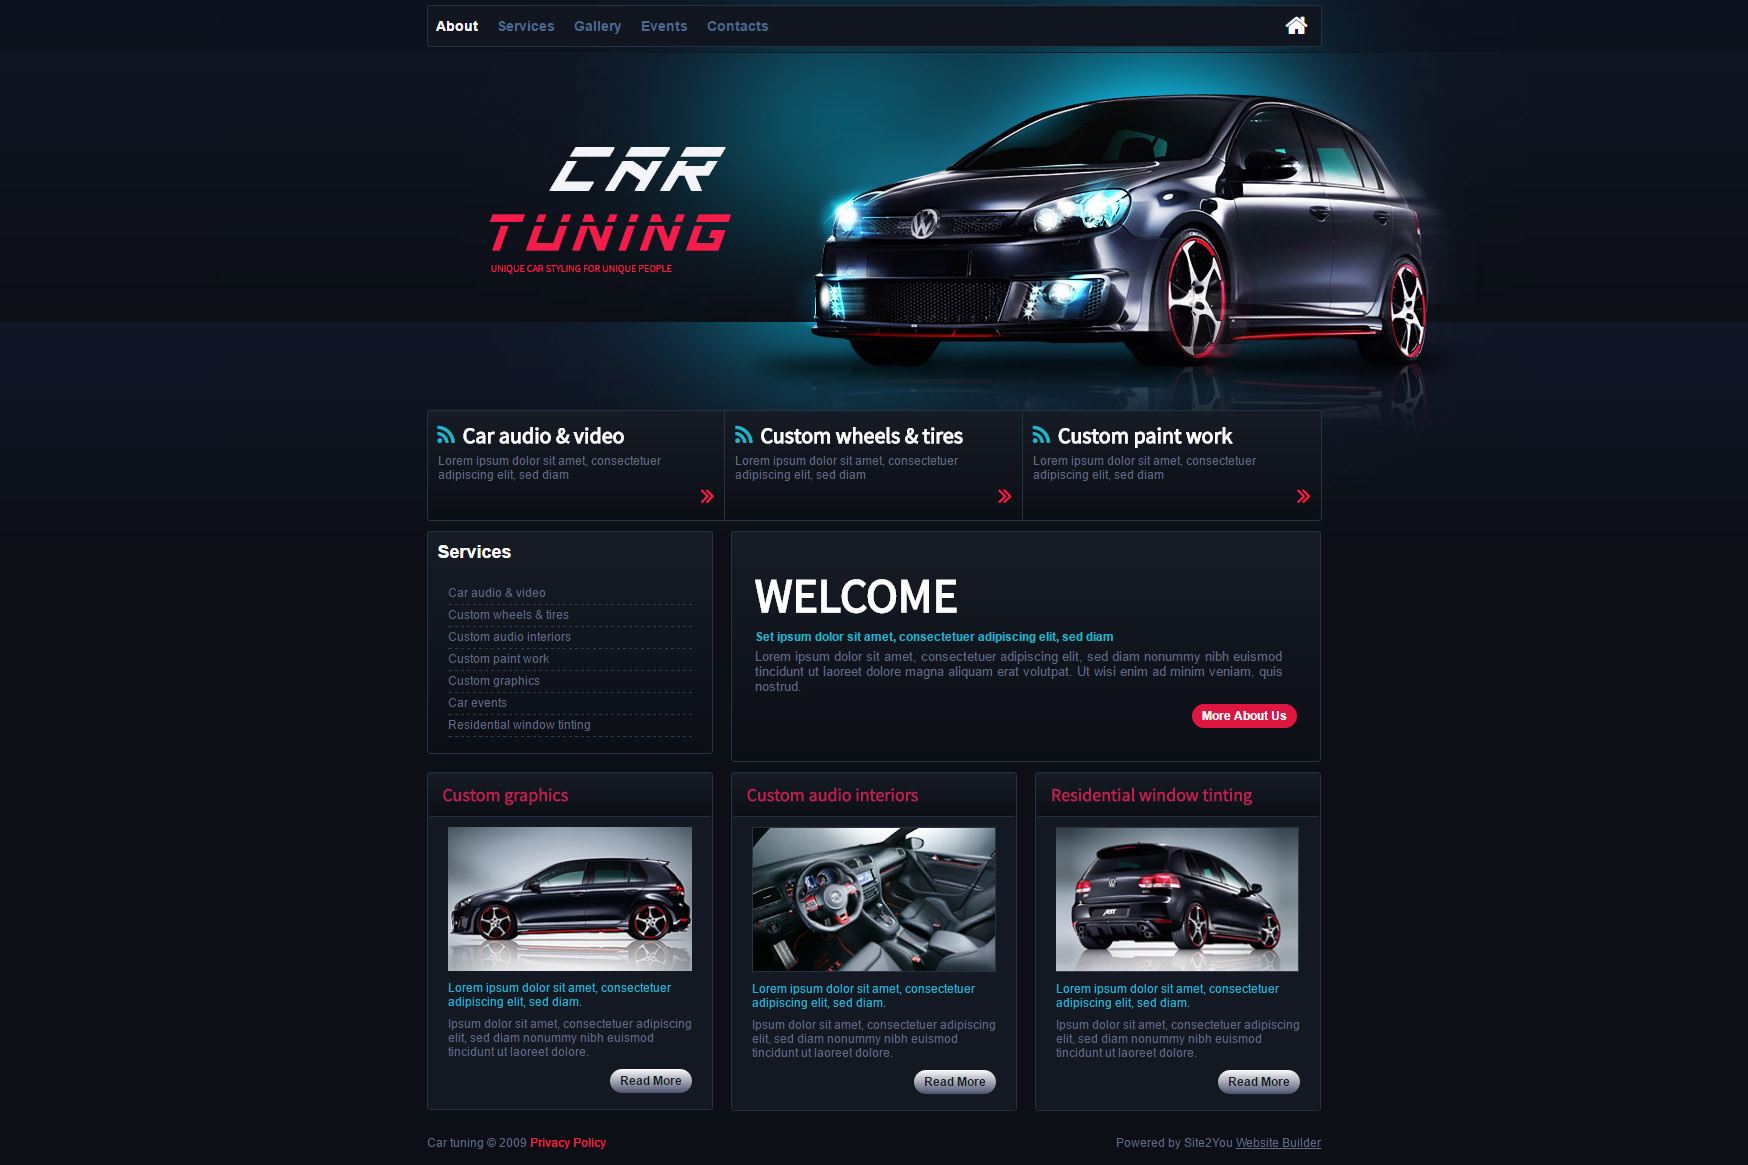 About Services Gallery Events Contacts
CAR
TUNING
UNIQUE CAR STYLING FOR UNIQUE PEOPLE
Car audio & video
Lorem ipsum dolor sit amet, consectetuer
adipiscing elit, sed diam
Custom wheels & tires
Lorem ipsum dolor sit amet, consectetuer
adipiscing elit, sed diam
Custom paint work
Lorem ipsum dolor sit amet, consectetuer
adipiscing elit, sed diam
Services
Car audio & video
Custom wheels & tires
Custom audio interiors
Custom paint work
Custom graphics
Car events
Residential window tinting
WELCOME
Set ipsum dolor sit amet, consectetuer adipiscing elit, sed diam
Lorem ipsum dolor sit amet, consectetuer adipiscing elit, sed diam nonummy nibh euismod
tincidunt ut laoreet dolore magna aliquam erat volutpat. Ut wisi enim ad minim veniam, quis
nostrud.
More About Us
Custom graphics
Lorem ipsum dolor sit amet, consectetuer
adipiscing elit, sed diam.
Ipsum dolor sit amet, consectetuer adipiscing
elit, sed diam nonummy nibh euismod
tincidunt ut laoreet dolore.
Read More
Custom audio interiors
Lorem ipsum dolor sit amet, consectetuer
adipiscing elit, sed diam.
Ipsum dolor sit amet, consectetuer adipiscing
elit, sed diam nonummy nibh euismod
tincidunt ut laoreet dolore.
Read More
Residential window tinting
ABT
Lorem ipsum dolor sit amet, consectetuer
adipiscing elit, sed diam.
Ipsum dolor sit amet, consectetuer adipiscing
elit, sed diam nonummy nibh euismod
tincidunt ut laoreet dolore.
Read More
Car tuning © 2009 Privacy Policy
Powered by Site2You Website Builder